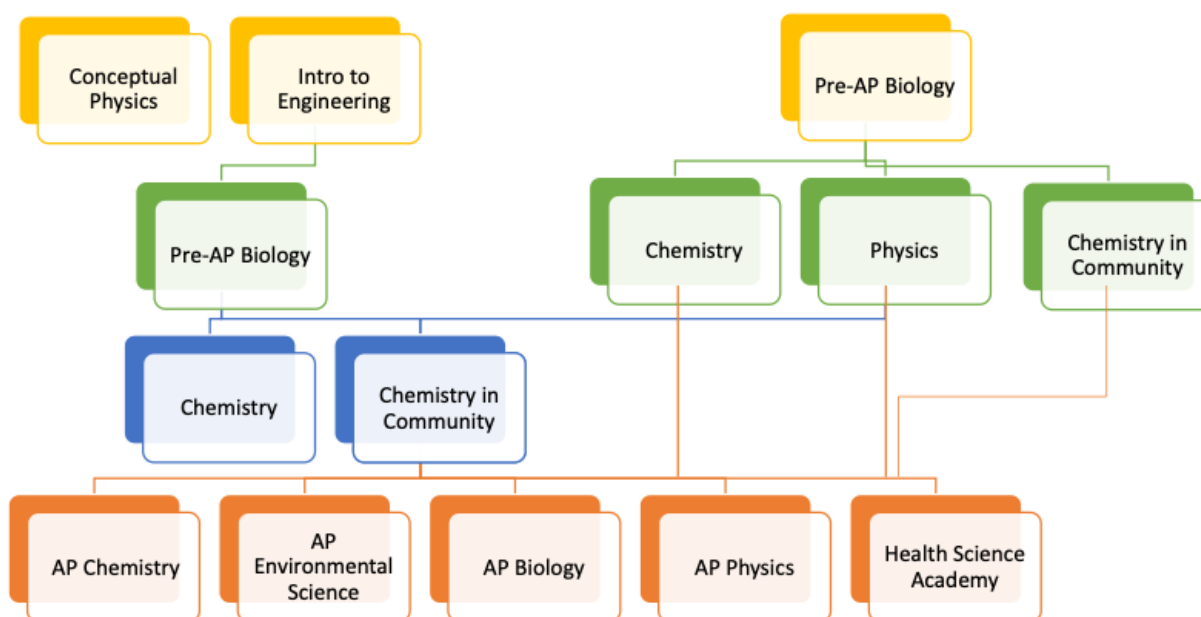 Conceptual
Physics
Intro to
Engineering
Pre-AP Biology
Pre-AP Biology
Chemistry
Physics
Chemistry in
Community
Chemistry
Chemistry in
Community
AP Chemistry
AP
Environmental
Science
AP Biology
AP Physics
Health Science
Academy